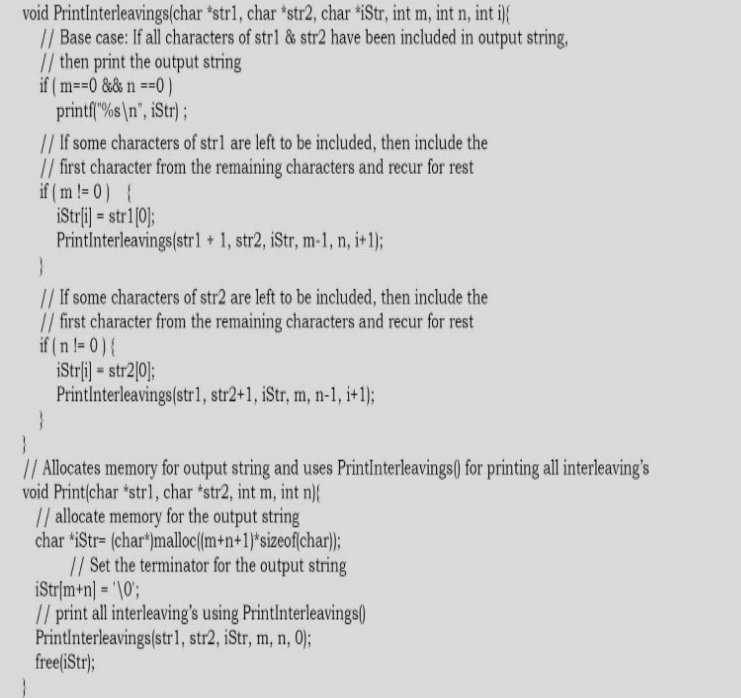 void PrintInterleavings(char *str1, char *str2, char *iStr, int m, int n, int i){
// Base case: If all characters of str1 & str2 have been included in output string,
// then print the output string
if ( m==0 && n ==0 )
printf("%s\n", iStr) ;
// If some characters of str1 are left to be included, then include the
// first character from the remaining characters and recur for rest
if ( m != 0 ) {
iStr[i] = str1[0];
PrintInterleavings(str1 + 1, str2, iStr, m-1, n, i+1);
}
// If some characters of str2 are left to be included, then include the
// first character from the remaining characters and recur for rest
if ( n != 0 ) {
iStr[i] = str2[0];
PrintInterleavings(str1, str2+1, iStr, m, n-1, i+1);
}
}
// Allocates memory for output string and uses PrintInterleavings() for printing all interleaving's
void Print(char *str1, char *str2, int m, int n){
// allocate memory for the output string
char *iStr= (char*)malloc((m+n+1)*sizeof(char));
// Set the terminator for the output string
iStr[m+n] = '\0';
// print all interleaving's using PrintInterleavings()
PrintInterleavings(str1, str2, iStr, m, n, 0);
free(iStr);
}